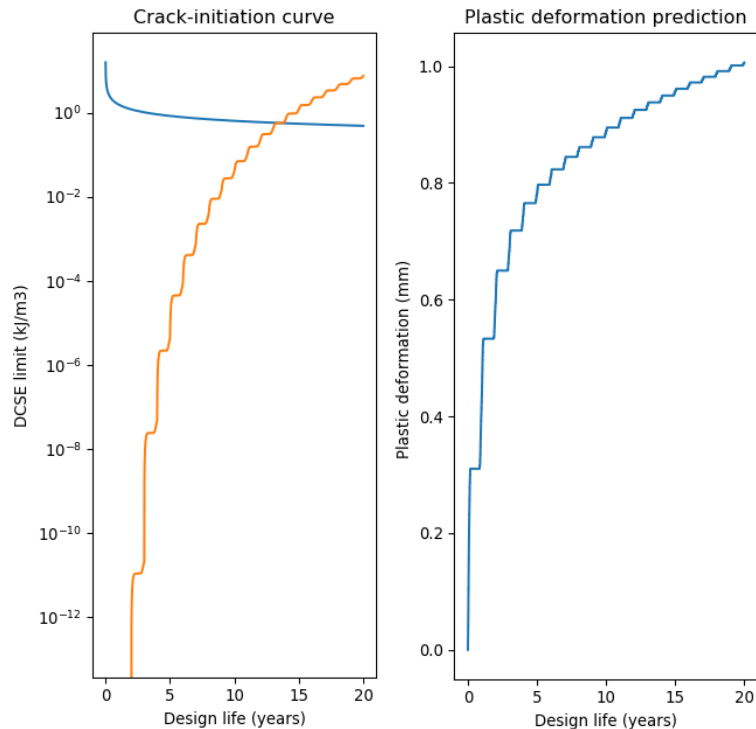 Crack-initiation curve
DCSE limit (kJ/m3)
10^0
10^-2
10^-4
10^-6
10^-8
10^-10
10^-12
0 5 10 15 20
Design life (years)
Plastic deformation prediction
Plastic deformation (mm)
1.0
0.8
0.6
0.4
0.2
0.0
0 5 10 15 20
Design life (years)